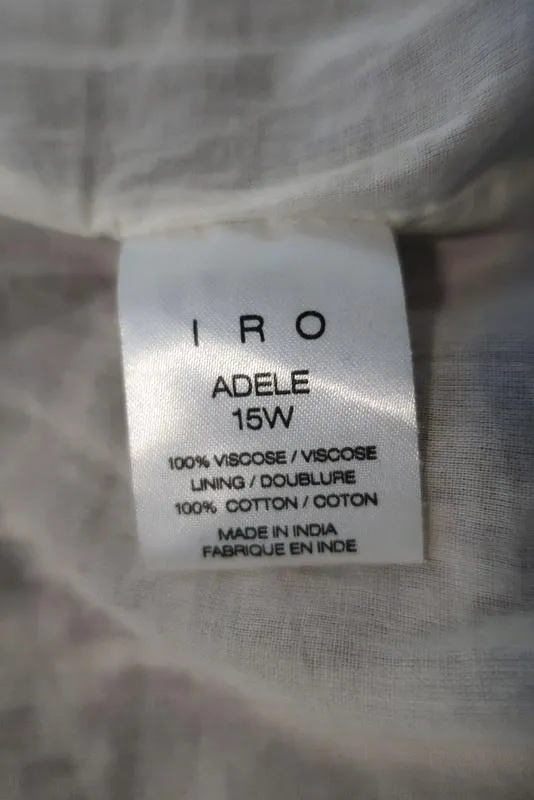 I R O
ADELE
15W
100% VISCOSE / VISCOSE
LINING / DOUBLURE
100% COTTON / COTON
MADE IN INDIA
FABRIQUE EN INDE